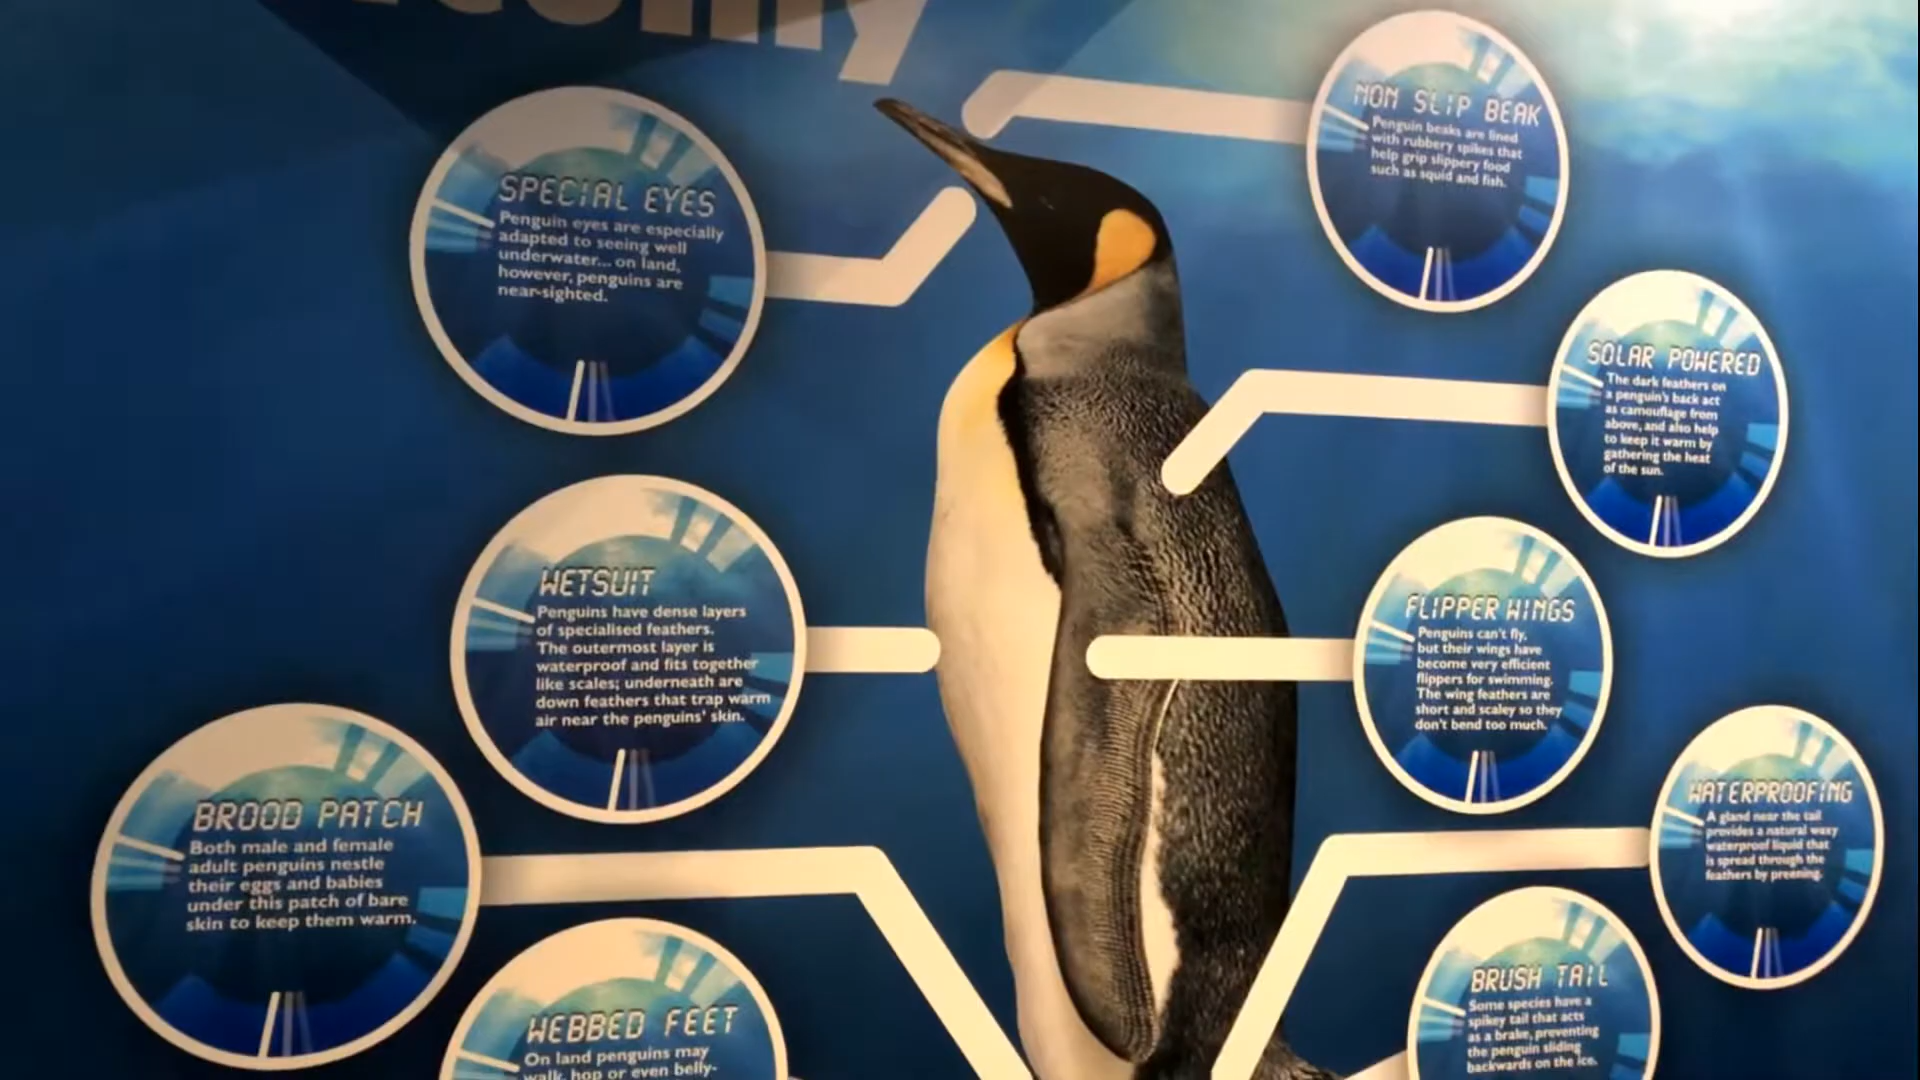 SPECIAL EYES
Penguin eyes are especially
adapted to seeing well
underwater... on land,
however, penguins are
near-sighted.
NON SLIP BEAK
Penguin beaks are lined
with rubbery spikes that
help grip slippery food
such as squid and fish.
SOLAR POWERED
The dark feathers on
a penguin's back act
as camouflage from
above, and also help
to keep it warm by
gathering the heat
of the sun.
WETSUIT
Penguins have dense layers
of specialised feathers.
The outermost layer is
waterproof and fits together
like scales; underneath are
down feathers that trap warm
air near the penguins' skin.
FLIPPER WINGS
Penguins can't fly,
but their wings have
become very efficient
flippers for swimming.
The wing feathers are
short and scaley so they
don't bend too much.
BROOD PATCH
Both male and female
adult penguins nestle
their eggs and babies
under this patch of bare
skin to keep them warm.
WATERPROOFING
A gland near the tail
provides a natural waxy
waterproof liquid that
is spread through the
feathers by preening.
WEBBED FEET
On land penguins may
walk, hop or even belly-
BRUSH TAIL
Some species have a
spikey tail that acts
as a brake, preventing
the penguin sliding
backwards on the ice.